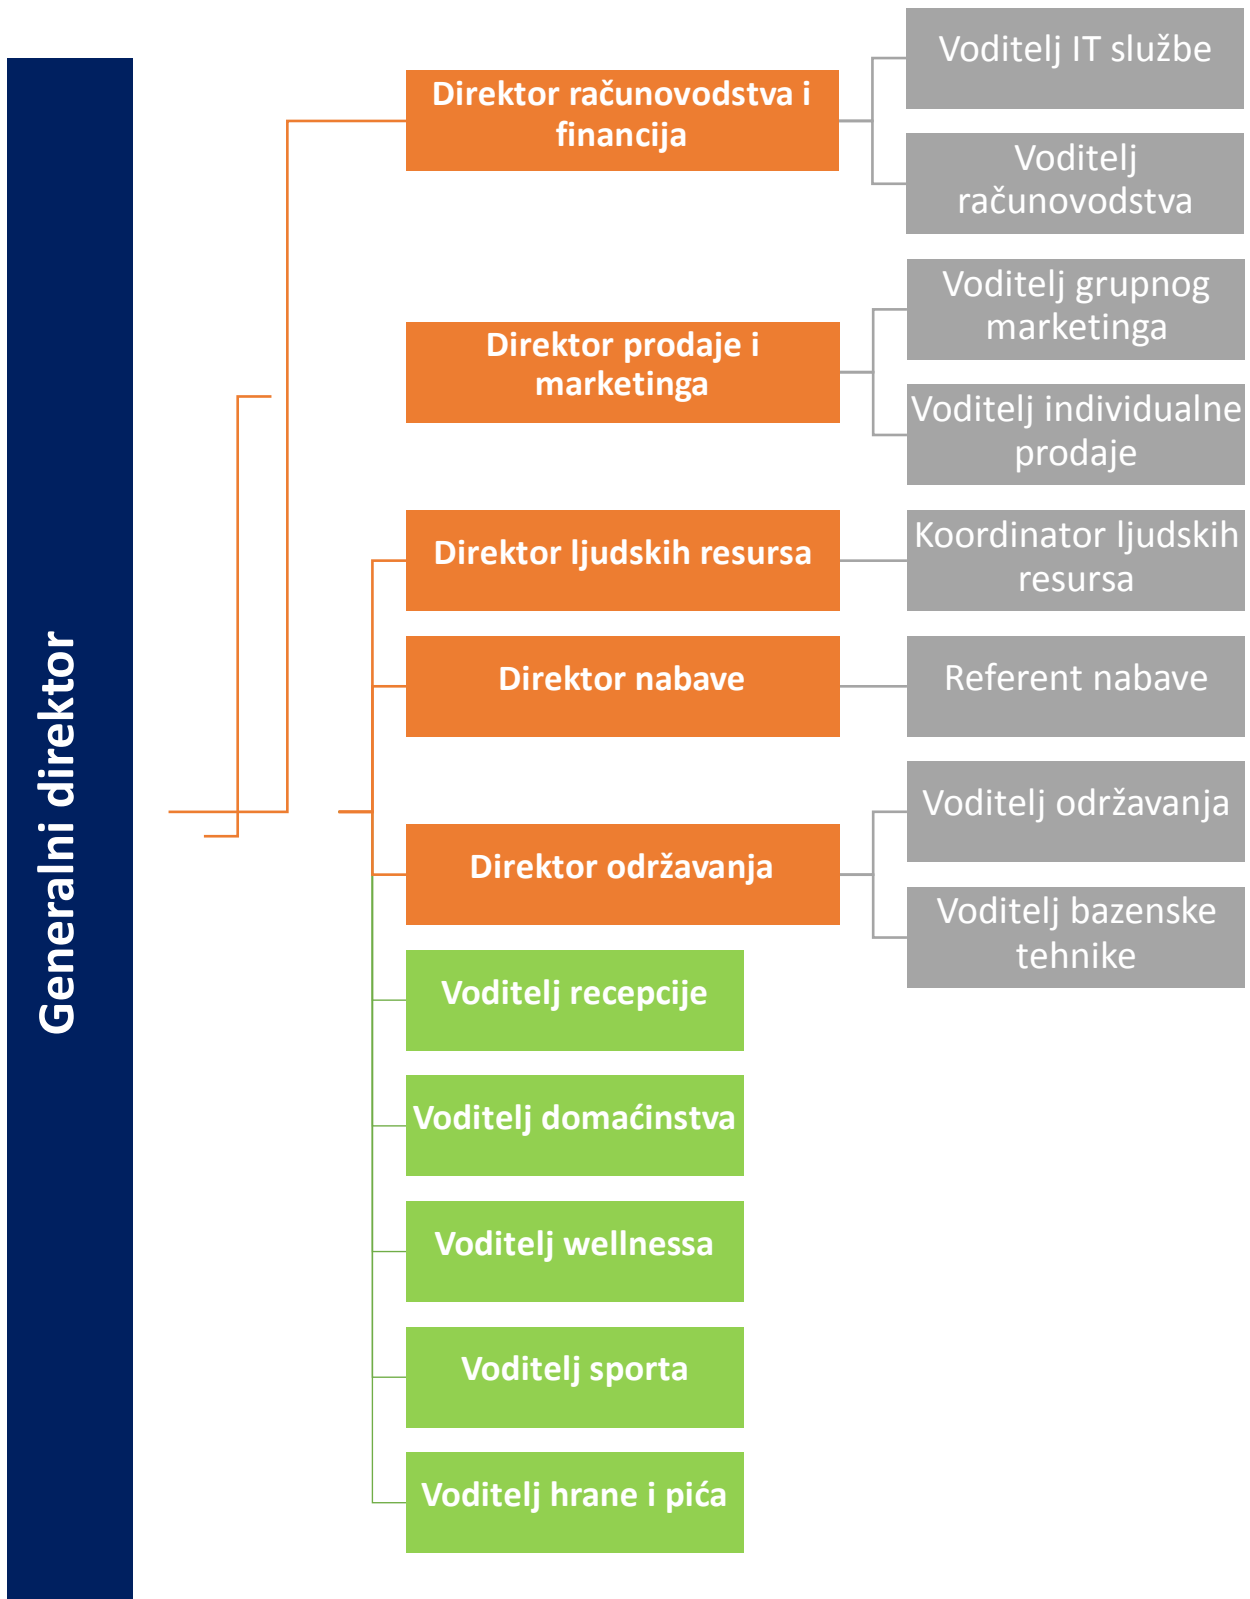 Generalni direktor
Direktor računovodstva i
financija
Voditelj IT službe
Voditelj
računovodstva
Direktor prodaje i
marketinga
Voditelj grupnog
marketinga
Voditelj individualne
prodaje
Direktor ljudskih resursa
Koordinator ljudskih
resursa
Direktor nabave
Referent nabave
Direktor održavanja
Voditelj održavanja
Voditelj bazenske
tehnike
Voditelj recepcije
Voditelj domaćinstva
Voditelj wellnessa
Voditelj sporta
Voditelj hrane i pića